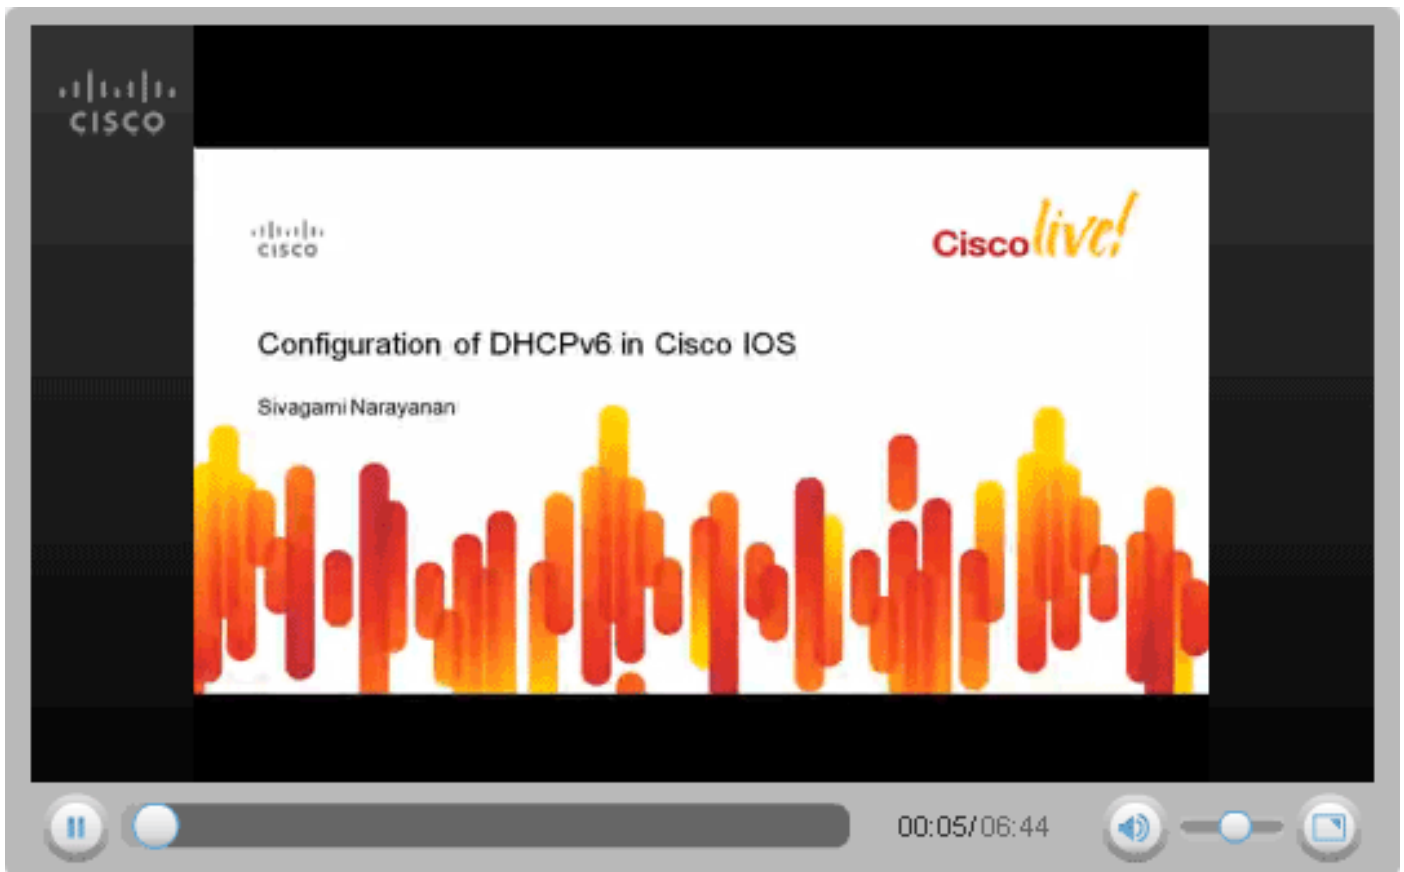 CISCO
CISCO
Cisco live!
Configuration of DHCPv6 in Cisco IOS
Sivagami Narayanan
00:05/06:44